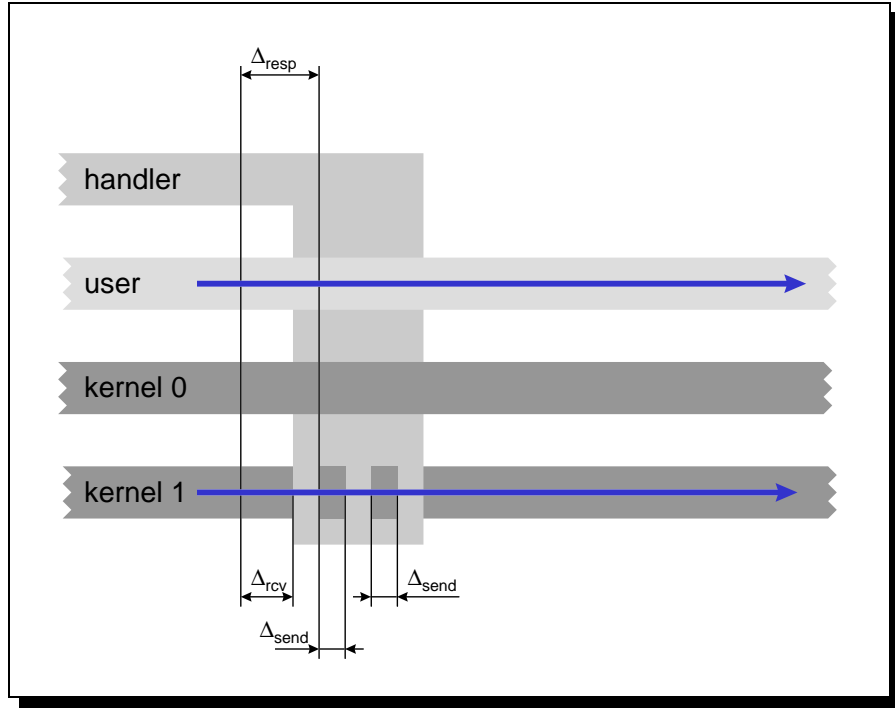 Δresp
handler
user
kernel 0
kernel 1
Δrcv
Δsend
Δsend